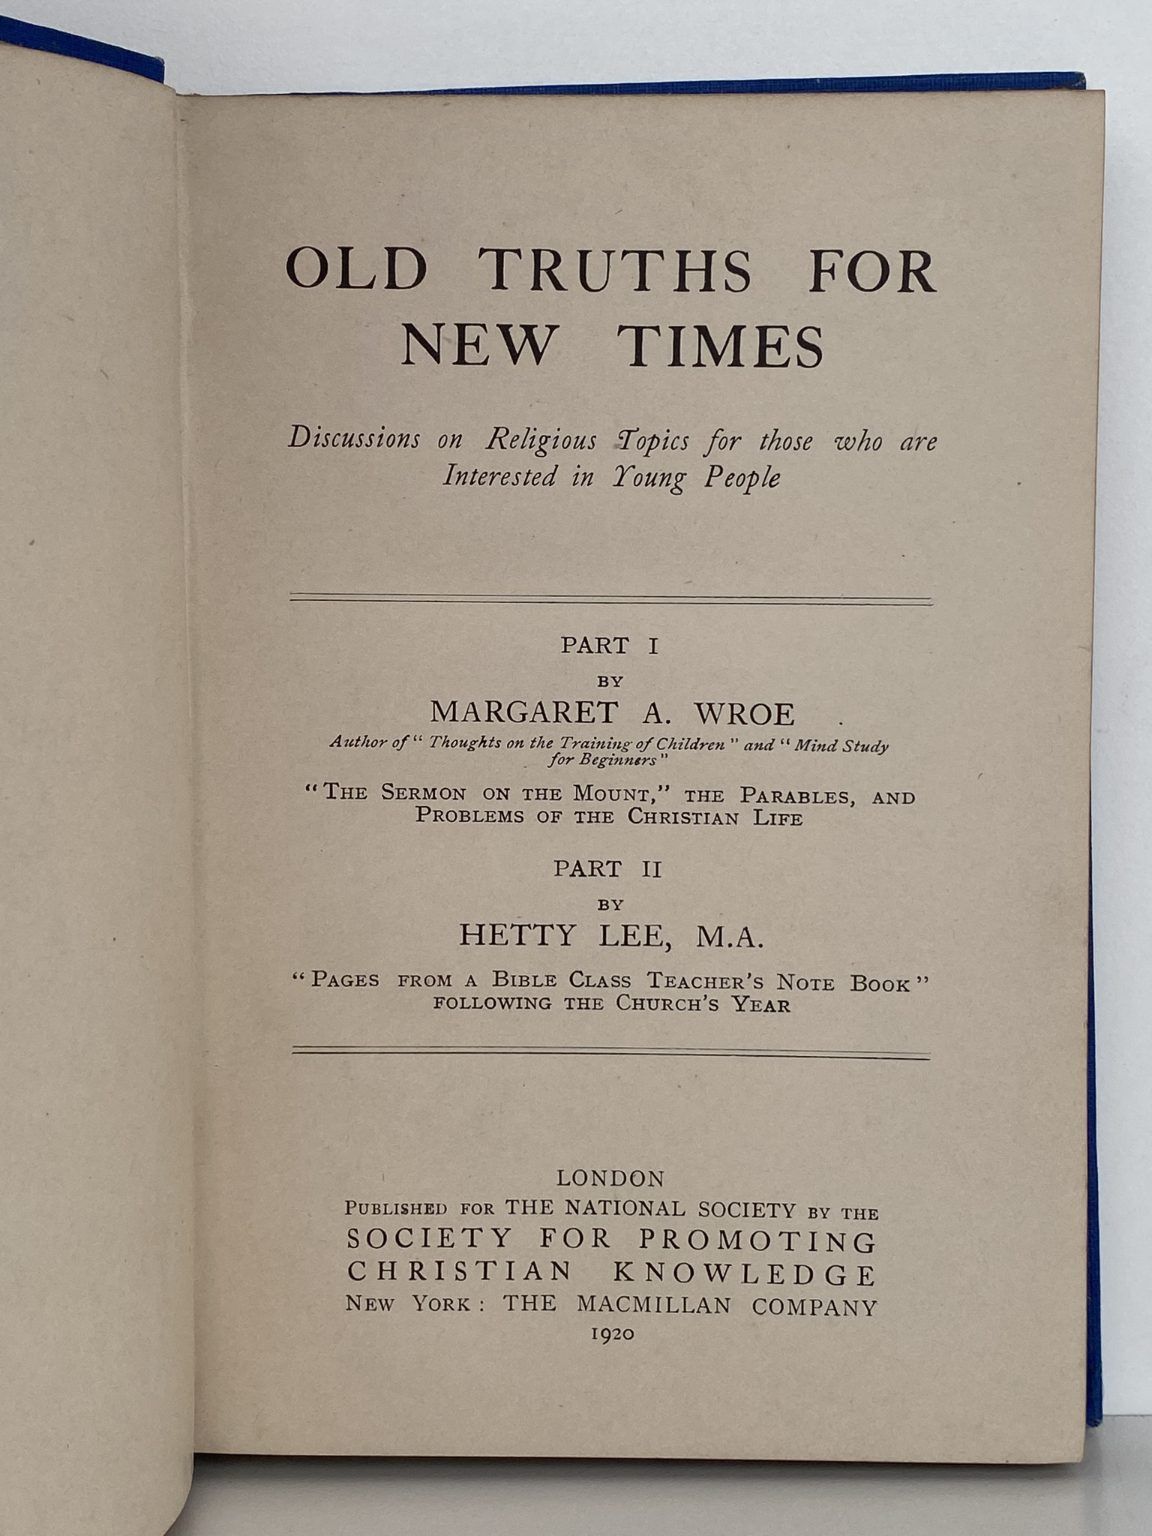 OLD TRUTHS FOR
NEW TIMES
Discussions on Religious Topics for those who are
Interested in Young People
PART I
BY
MARGARET A. WROE
Author of “Thoughts on the Training of Children” and “Mind Study
for Beginners”
“THE SERMON ON THE MOUNT,” THE PARABLES, AND
PROBLEMS OF THE CHRISTIAN LIFE
PART II
BY
HETTY LEE, M.A.
“PAGES FROM A BIBLE CLASS TEACHER’S NOTE BOOK”
FOLLOWING THE CHURCH’S YEAR
LONDON
PUBLISHED FOR THE NATIONAL SOCIETY BY THE
SOCIETY FOR PROMOTING
CHRISTIAN KNOWLEDGE
NEW YORK: THE MACMILLAN COMPANY
1920